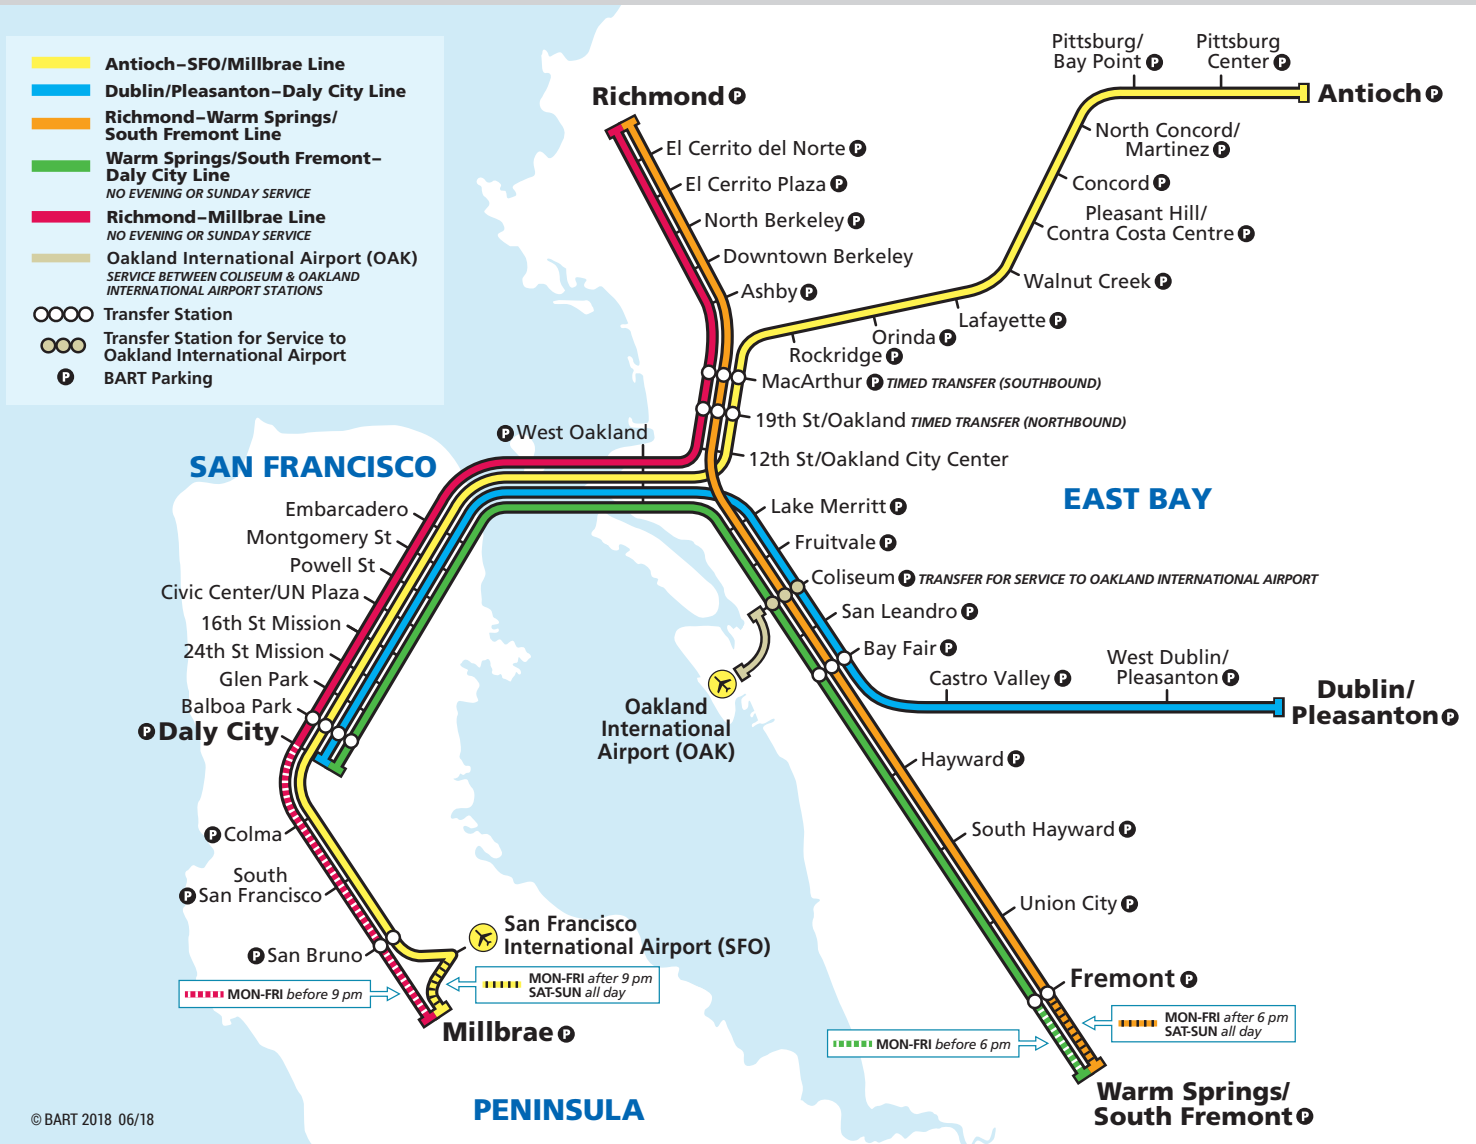 Antioch–SFO/Millbrae Line
Dublin/Pleasanton–Daly City Line
Richmond–Warm Springs/
South Fremont Line
Warm Springs/South Fremont–
Daly City Line
NO EVENING OR SUNDAY SERVICE
Richmond–Millbrae Line
NO EVENING OR SUNDAY SERVICE
Oakland International Airport (OAK)
SERVICE BETWEEN COLISEUM & OAKLAND
INTERNATIONAL AIRPORT STATIONS
Transfer Station
Transfer Station for Service to
Oakland International Airport
P BART Parking
Richmond P
El Cerrito del Norte P
El Cerrito Plaza P
North Berkeley P
Downtown Berkeley
Ashby P
Pittsburg/
Bay Point P
Pittsburg
Center P
Antioch P
North Concord/
Martinez P
Concord P
Pleasant Hill/
Contra Costa Centre P
Walnut Creek P
Lafayette P
Orinda P
Rockridge P
MacArthur P TIMED TRANSFER (SOUTHBOUND)
19th St/Oakland TIMED TRANSFER (NORTHBOUND)
12th St/Oakland City Center
P West Oakland
SAN FRANCISCO
EAST BAY
Embarcadero
Montgomery St
Powell St
Civic Center/UN Plaza
16th St Mission
24th St Mission
Glen Park
Balboa Park
P Daly City
P Colma
South
P San Francisco
P San Bruno
San Francisco
International Airport (SFO)
MON-FRI before 9 pm
MON-FRI after 9 pm
SAT-SUN all day
Millbrae P
Lake Merritt P
Fruitvale P
Coliseum P TRANSFER FOR SERVICE TO OAKLAND INTERNATIONAL AIRPORT
San Leandro P
Bay Fair P
Oakland
International
Airport (OAK)
Castro Valley P
West Dublin/
Pleasanton P
Dublin/
Pleasanton P
Hayward P
South Hayward P
Union City P
Fremont P
MON-FRI after 6 pm
SAT-SUN all day
MON-FRI before 6 pm
Warm Springs/
South Fremont P
PENINSULA
© BART 2018 06/18